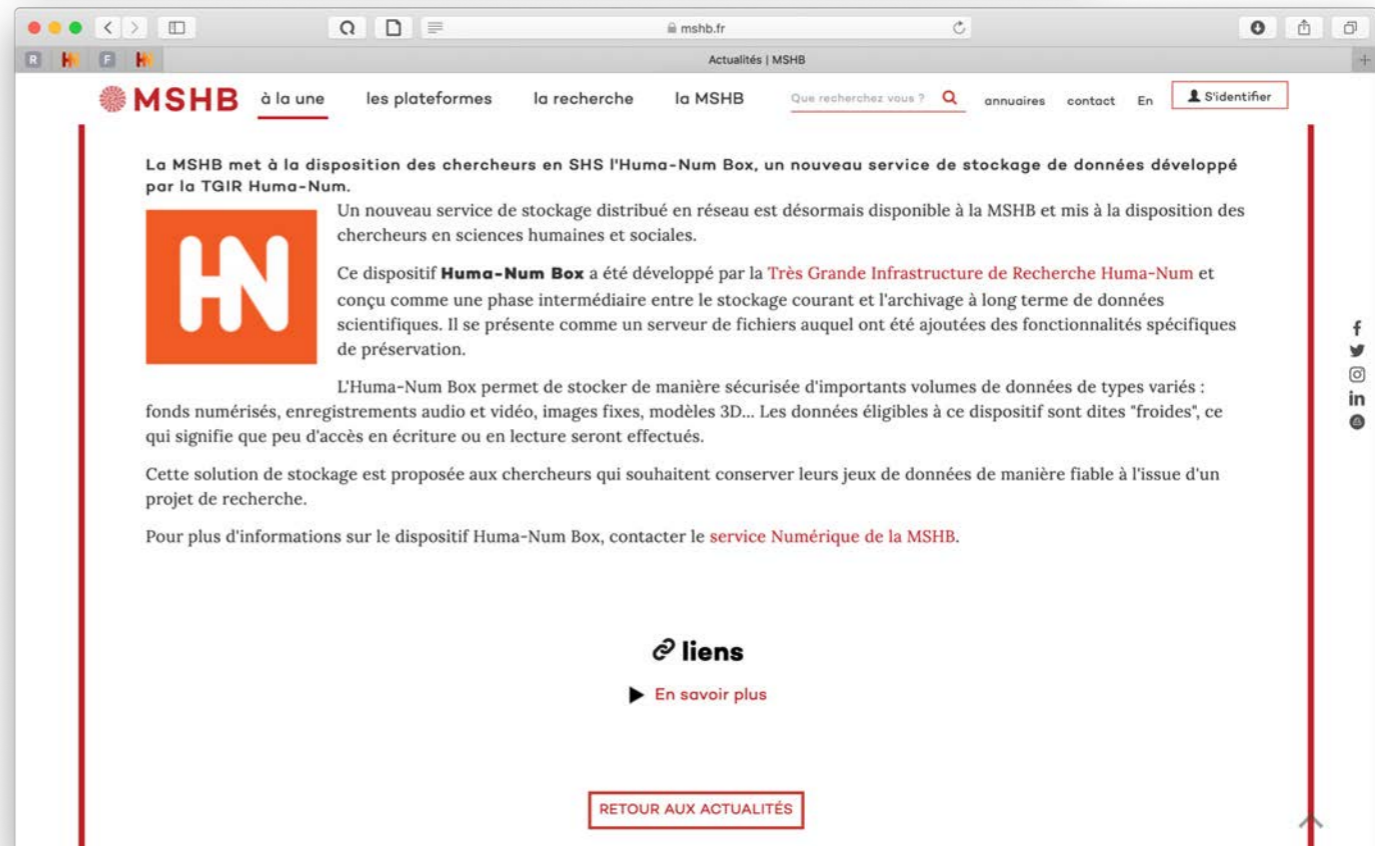 mshb.fr
R
F
Actualités | MSHB
MSHB
à la une
les plateformes
la recherche
la MSHB
Que recherchez vous ?
annuaires
contact
En
S'identifier
La MSHB met à la disposition des chercheurs en SHS l'Huma-Num Box, un nouveau service de stockage de données développé
par la TGIR Huma-Num.
HN
Un nouveau service de stockage distribué en réseau est désormais disponible à la MSHB et mis à la disposition des
chercheurs en sciences humaines et sociales.
Ce dispositif Huma-Num Box a été développé par la Très Grande Infrastructure de Recherche Huma-Num et
conçu comme une phase intermédiaire entre le stockage courant et l'archivage à long terme de données
scientifiques. Il se présente comme un serveur de fichiers auquel ont été ajoutées des fonctionnalités spécifiques
de préservation.
L'Huma-Num Box permet de stocker de manière sécurisée d'importants volumes de données de types variés :
fonds numérisés, enregistrements audio et vidéo, images fixes, modèles 3D... Les données éligibles à ce dispositif sont dites "froides", ce
qui signifie que peu d'accès en écriture ou en lecture seront effectués.
Cette solution de stockage est proposée aux chercheurs qui souhaitent conserver leurs jeux de données de manière fiable à l'issue d'un
projet de recherche.
Pour plus d'informations sur le dispositif Huma-Num Box, contacter le service Numérique de la MSHB.
liens
En savoir plus
RETOUR AUX ACTUALITÉS